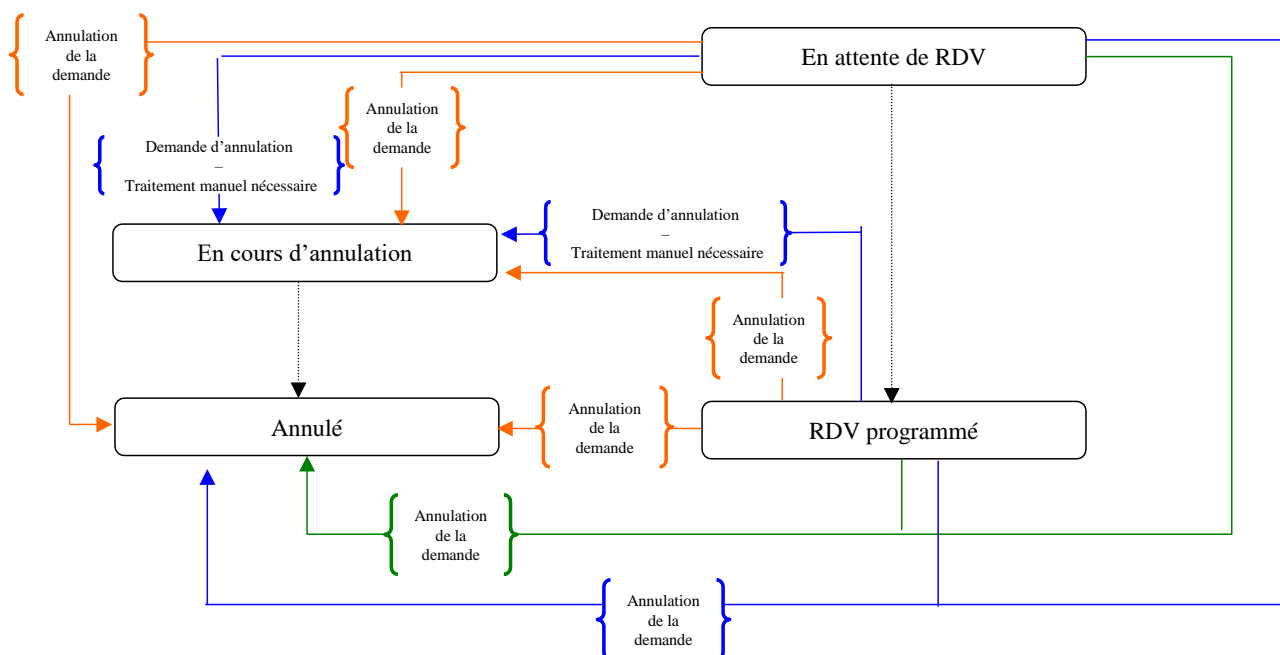 Annulation
de la
demande
En attente de RDV
Annulation
de la
demande
Demande d’annulation
–
Traitement manuel nécessaire
Demande d’annulation
–
Traitement manuel nécessaire
En cours d’annulation
Annulation
de la
demande
Annulé
Annulation
de la
demande
RDV programmé
Annulation
de la
demande
Annulation
de la
demande